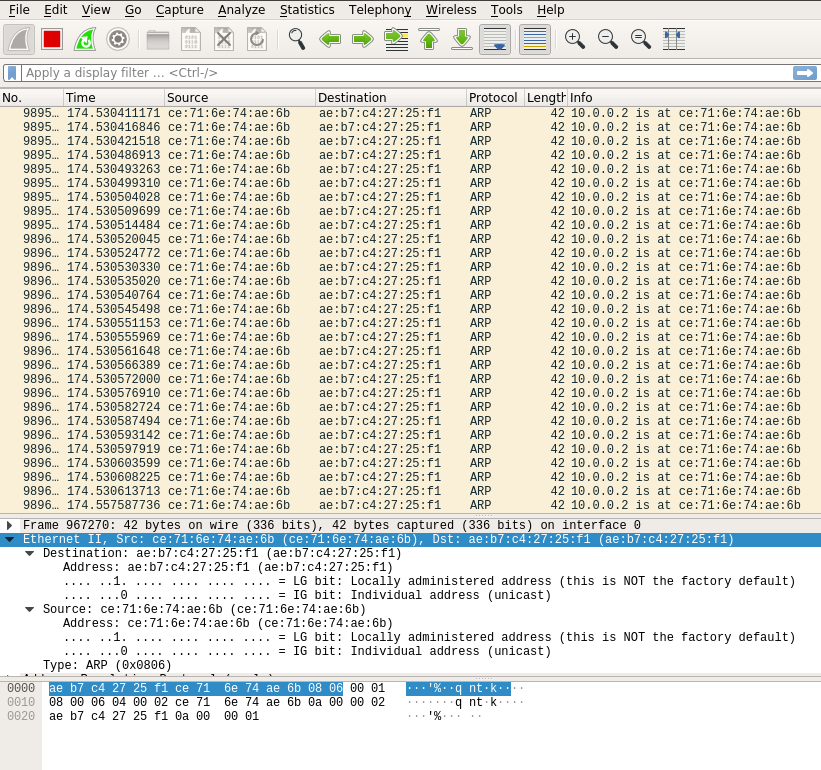 File Edit View Go Capture Analyze Statistics Telephony Wireless Tools Help
Apply a display filter … <Ctrl-/>
No. Time Source Destination Protocol Length Info
9895… 174.530411171 ce:71:6e:74:ae:6b ae:b7:c4:27:25:f1 ARP 42 10.0.0.2 is at ce:71:6e:74:ae:6b
9895… 174.530416846 ce:71:6e:74:ae:6b ae:b7:c4:27:25:f1 ARP 42 10.0.0.2 is at ce:71:6e:74:ae:6b
9895… 174.530421518 ce:71:6e:74:ae:6b ae:b7:c4:27:25:f1 ARP 42 10.0.0.2 is at ce:71:6e:74:ae:6b
9895… 174.530486913 ce:71:6e:74:ae:6b ae:b7:c4:27:25:f1 ARP 42 10.0.0.2 is at ce:71:6e:74:ae:6b
9895… 174.530493263 ce:71:6e:74:ae:6b ae:b7:c4:27:25:f1 ARP 42 10.0.0.2 is at ce:71:6e:74:ae:6b
9895… 174.530499310 ce:71:6e:74:ae:6b ae:b7:c4:27:25:f1 ARP 42 10.0.0.2 is at ce:71:6e:74:ae:6b
9895… 174.530504028 ce:71:6e:74:ae:6b ae:b7:c4:27:25:f1 ARP 42 10.0.0.2 is at ce:71:6e:74:ae:6b
9895… 174.530509699 ce:71:6e:74:ae:6b ae:b7:c4:27:25:f1 ARP 42 10.0.0.2 is at ce:71:6e:74:ae:6b
9895… 174.530514484 ce:71:6e:74:ae:6b ae:b7:c4:27:25:f1 ARP 42 10.0.0.2 is at ce:71:6e:74:ae:6b
9896… 174.530520045 ce:71:6e:74:ae:6b ae:b7:c4:27:25:f1 ARP 42 10.0.0.2 is at ce:71:6e:74:ae:6b
9896… 174.530524772 ce:71:6e:74:ae:6b ae:b7:c4:27:25:f1 ARP 42 10.0.0.2 is at ce:71:6e:74:ae:6b
9896… 174.530530330 ce:71:6e:74:ae:6b ae:b7:c4:27:25:f1 ARP 42 10.0.0.2 is at ce:71:6e:74:ae:6b
9896… 174.530535020 ce:71:6e:74:ae:6b ae:b7:c4:27:25:f1 ARP 42 10.0.0.2 is at ce:71:6e:74:ae:6b
9896… 174.530540764 ce:71:6e:74:ae:6b ae:b7:c4:27:25:f1 ARP 42 10.0.0.2 is at ce:71:6e:74:ae:6b
9896… 174.530545498 ce:71:6e:74:ae:6b ae:b7:c4:27:25:f1 ARP 42 10.0.0.2 is at ce:71:6e:74:ae:6b
9896… 174.530551153 ce:71:6e:74:ae:6b ae:b7:c4:27:25:f1 ARP 42 10.0.0.2 is at ce:71:6e:74:ae:6b
9896… 174.530555969 ce:71:6e:74:ae:6b ae:b7:c4:27:25:f1 ARP 42 10.0.0.2 is at ce:71:6e:74:ae:6b
9896… 174.530561648 ce:71:6e:74:ae:6b ae:b7:c4:27:25:f1 ARP 42 10.0.0.2 is at ce:71:6e:74:ae:6b
9896… 174.530566389 ce:71:6e:74:ae:6b ae:b7:c4:27:25:f1 ARP 42 10.0.0.2 is at ce:71:6e:74:ae:6b
9896… 174.530572000 ce:71:6e:74:ae:6b ae:b7:c4:27:25:f1 ARP 42 10.0.0.2 is at ce:71:6e:74:ae:6b
9896… 174.530576910 ce:71:6e:74:ae:6b ae:b7:c4:27:25:f1 ARP 42 10.0.0.2 is at ce:71:6e:74:ae:6b
9896… 174.530582724 ce:71:6e:74:ae:6b ae:b7:c4:27:25:f1 ARP 42 10.0.0.2 is at ce:71:6e:74:ae:6b
9896… 174.530587494 ce:71:6e:74:ae:6b ae:b7:c4:27:25:f1 ARP 42 10.0.0.2 is at ce:71:6e:74:ae:6b
9896… 174.530593142 ce:71:6e:74:ae:6b ae:b7:c4:27:25:f1 ARP 42 10.0.0.2 is at ce:71:6e:74:ae:6b
9896… 174.530597919 ce:71:6e:74:ae:6b ae:b7:c4:27:25:f1 ARP 42 10.0.0.2 is at ce:71:6e:74:ae:6b
9896… 174.530603599 ce:71:6e:74:ae:6b ae:b7:c4:27:25:f1 ARP 42 10.0.0.2 is at ce:71:6e:74:ae:6b
9896… 174.530608225 ce:71:6e:74:ae:6b ae:b7:c4:27:25:f1 ARP 42 10.0.0.2 is at ce:71:6e:74:ae:6b
9896… 174.530613713 ce:71:6e:74:ae:6b ae:b7:c4:27:25:f1 ARP 42 10.0.0.2 is at ce:71:6e:74:ae:6b
9896… 174.557587736 ce:71:6e:74:ae:6b ae:b7:c4:27:25:f1 ARP 42 10.0.0.2 is at ce:71:6e:74:ae:6b
Frame 967270: 42 bytes on wire (336 bits), 42 bytes captured (336 bits) on interface 0
Ethernet II, Src: ce:71:6e:74:ae:6b (ce:71:6e:74:ae:6b), Dst: ae:b7:c4:27:25:f1 (ae:b7:c4:27:25:f1)
Destination: ae:b7:c4:27:25:f1 (ae:b7:c4:27:25:f1)
Address: ae:b7:c4:27:25:f1 (ae:b7:c4:27:25:f1)
.... ..1. .... .... .... .... = LG bit: Locally administered address (this is NOT the factory default)
.... ...0 .... .... .... .... = IG bit: Individual address (unicast)
Source: ce:71:6e:74:ae:6b (ce:71:6e:74:ae:6b)
Address: ce:71:6e:74:ae:6b (ce:71:6e:74:ae:6b)
.... ..1. .... .... .... .... = LG bit: Locally administered address (this is NOT the factory default)
.... ...0 .... .... .... .... = IG bit: Individual address (unicast)
Type: ARP (0x0806)
0000 ae b7 c4 27 25 f1 ce 71 6e 74 ae 6b 08 06 00 01 ···'%··q nt·k····
0010 08 00 06 04 00 02 ce 71 6e 74 ae 6b 0a 00 00 02 ·······q nt·k····
0020 ae b7 c4 27 25 f1 0a 00 00 01 ···'%··· ··